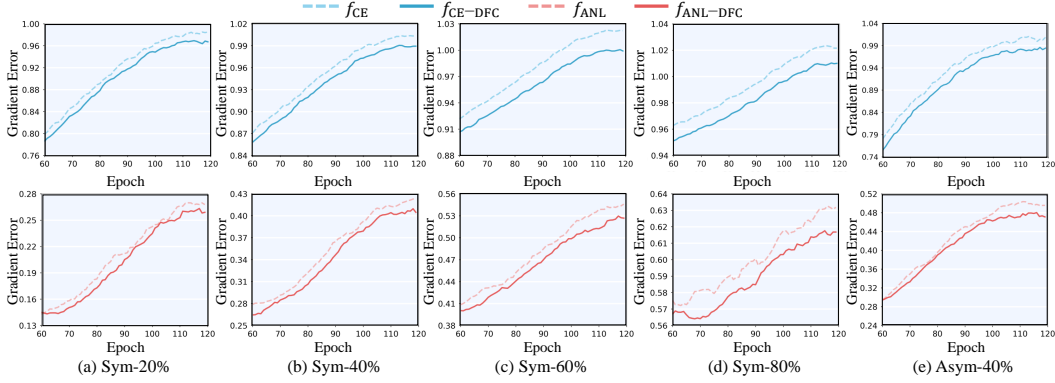 f_CE f_CE−DFC f_ANL f_ANL−DFC
Gradient Error
1.00
0.96
0.92
0.88
0.84
0.80
0.76
60 70 80 90 100 110 120
Epoch
Gradient Error
1.04
1.00
0.96
0.92
0.88
0.84
60 70 80 90 100 110 120
Epoch
Gradient Error
1.03
1.00
0.97
0.94
0.91
0.88
60 70 80 90 100 110 120
Epoch
Gradient Error
1.04
1.02
1.00
0.98
0.96
0.94
60 70 80 90 100 110 120
Epoch
Gradient Error
1.04
0.99
0.94
0.89
0.84
0.79
0.74
60 70 80 90 100 110 120
Epoch
Gradient Error
0.28
0.25
0.22
0.19
0.16
0.13
60 70 80 90 100 110 120
Epoch
(a) Sym-20%
Gradient Error
0.43
0.40
0.37
0.34
0.31
0.28
0.25
60 70 80 90 100 110 120
Epoch
(b) Sym-40%
Gradient Error
0.56
0.53
0.50
0.47
0.44
0.41
0.38
60 70 80 90 100 110 120
Epoch
(c) Sym-60%
Gradient Error
0.64
0.63
0.61
0.60
0.59
0.57
0.56
60 70 80 90 100 110 120
Epoch
(d) Sym-80%
Gradient Error
0.52
0.48
0.44
0.40
0.36
0.32
0.28
0.24
60 70 80 90 100 110 120
Epoch
(e) Asym-40%